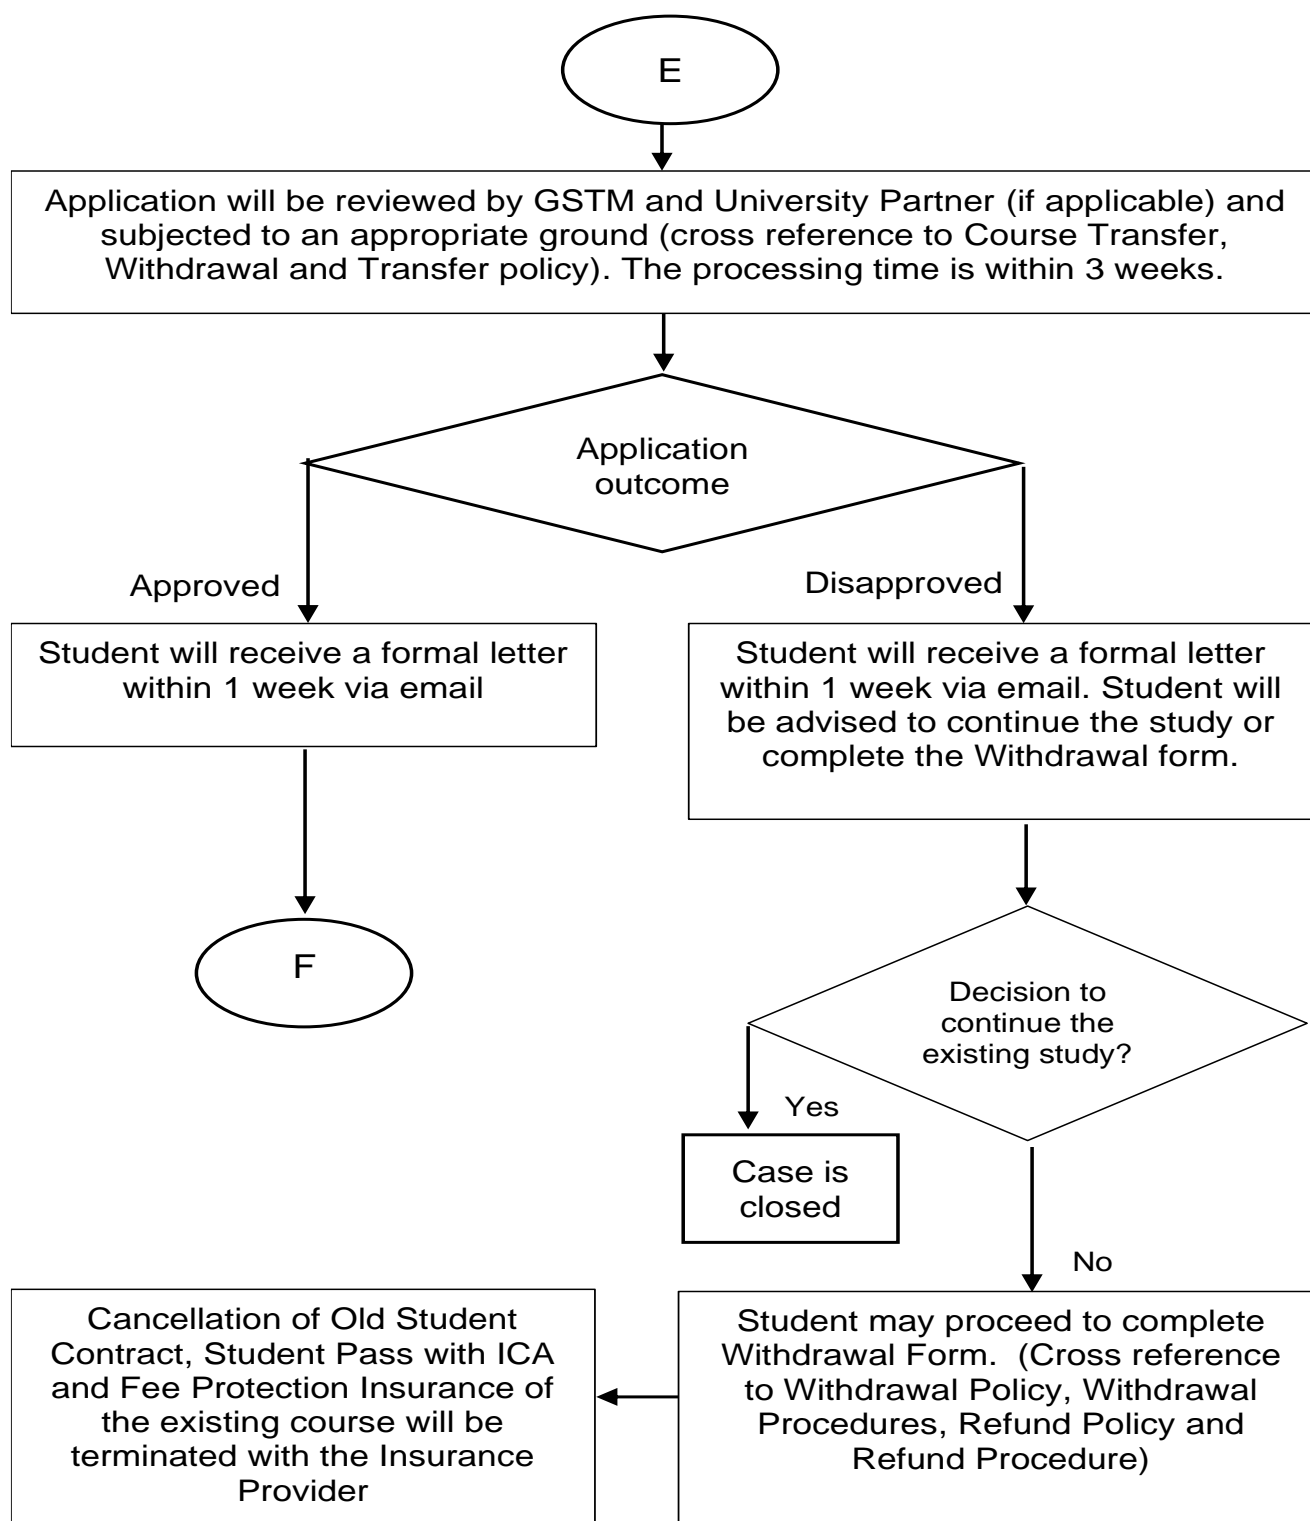 E
Application will be reviewed by GSTM and University Partner (if applicable) and
subjected to an appropriate ground (cross reference to Course Transfer,
Withdrawal and Transfer policy). The processing time is within 3 weeks.
Application
outcome
Approved
Disapproved
Student will receive a formal letter
within 1 week via email
Student will receive a formal letter
within 1 week via email. Student will
be advised to continue the study or
complete the Withdrawal form.
F
Decision to
continue the
existing study?
Yes
Case is
closed
No
Student may proceed to complete
Withdrawal Form.  (Cross reference
to Withdrawal Policy, Withdrawal
Procedures, Refund Policy and
Refund Procedure)
Cancellation of Old Student
Contract, Student Pass with ICA
and Fee Protection Insurance of
the existing course will be
terminated with the Insurance
Provider